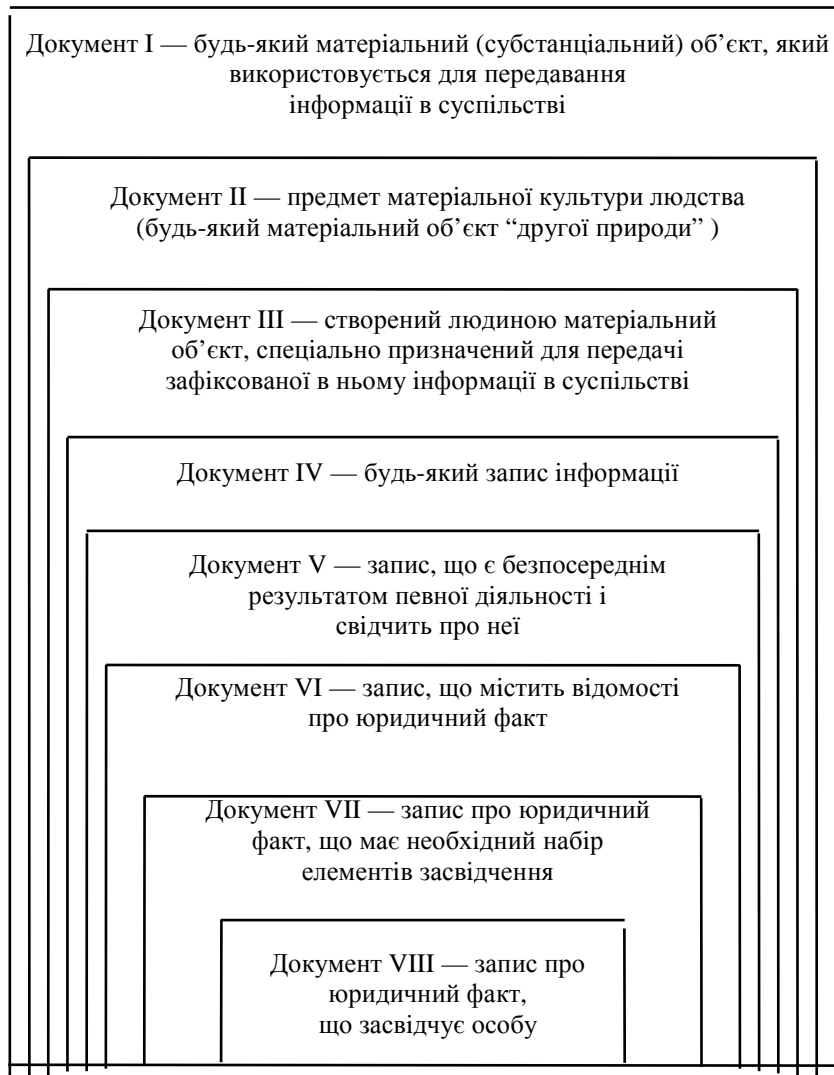 Документ I — будь-який матеріальний (субстанціальний) об’єкт, який
використовується для передавання
інформації в суспільстві
Документ II — предмет матеріальної культури людства
(будь-який матеріальний об’єкт “другої природи” )
Документ III — створений людиною матеріальний
об’єкт, спеціально призначений для передачі
зафіксованої в ньому інформації в суспільстві
Документ IV — будь-який запис інформації
Документ V — запис, що є безпосереднім
результатом певної діяльності і
свідчить про неї
Документ VI — запис, що містить відомості
про юридичний факт
Документ VII — запис про юридичний
факт, що має необхідний набір
елементів засвідчення
Документ VIII — запис про
юридичний факт,
що засвідчує особу